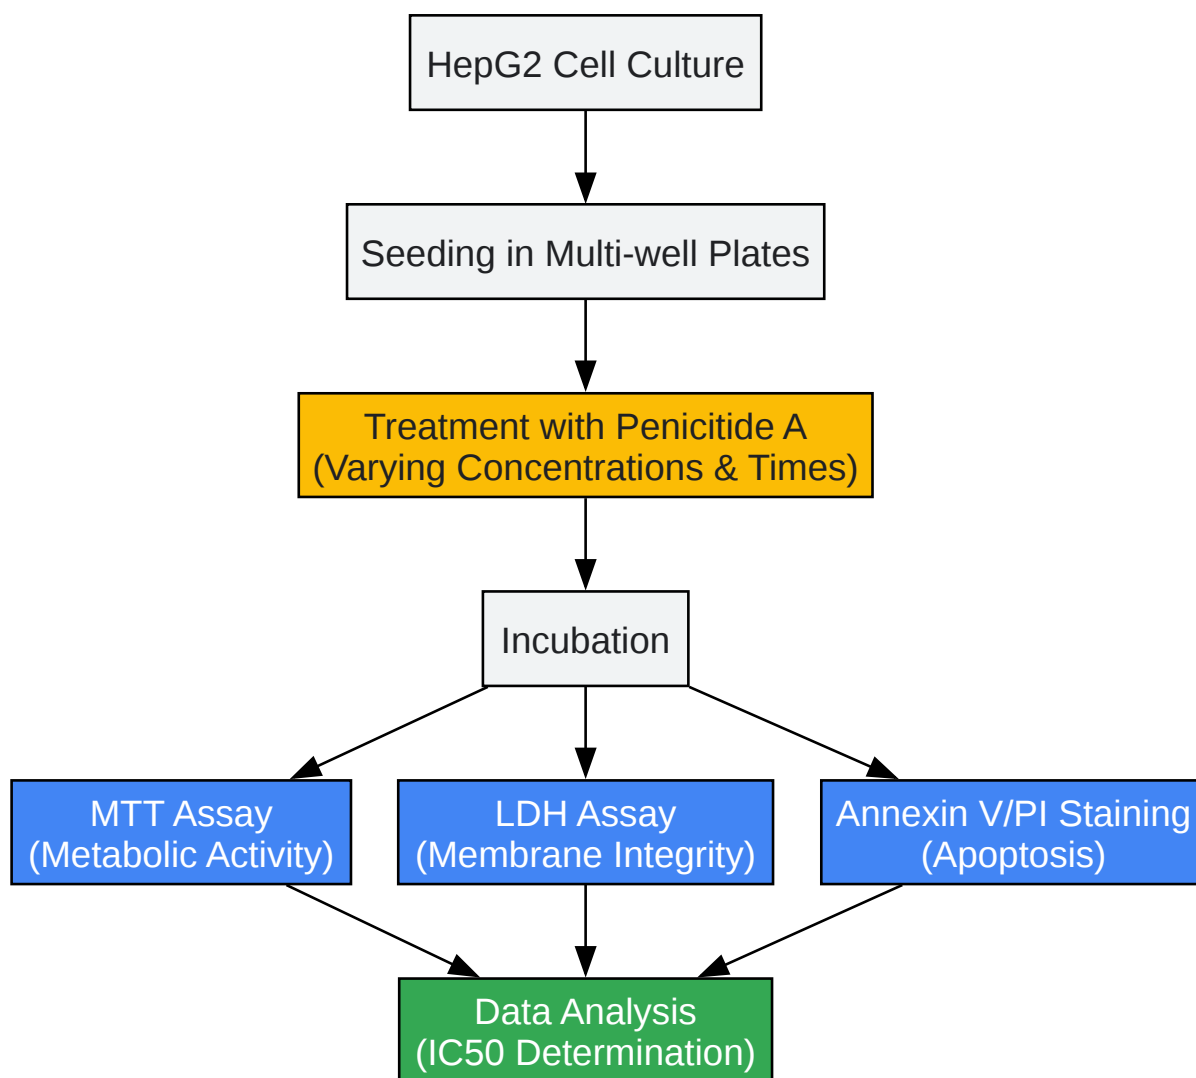 HepG2 Cell Culture
Seeding in Multi-well Plates
Treatment with Penicitide A
(Varying Concentrations & Times)
Incubation
MTT Assay
(Metabolic Activity)
LDH Assay
(Membrane Integrity)
Annexin V/PI Staining
(Apoptosis)
Data Analysis
(IC50 Determination)